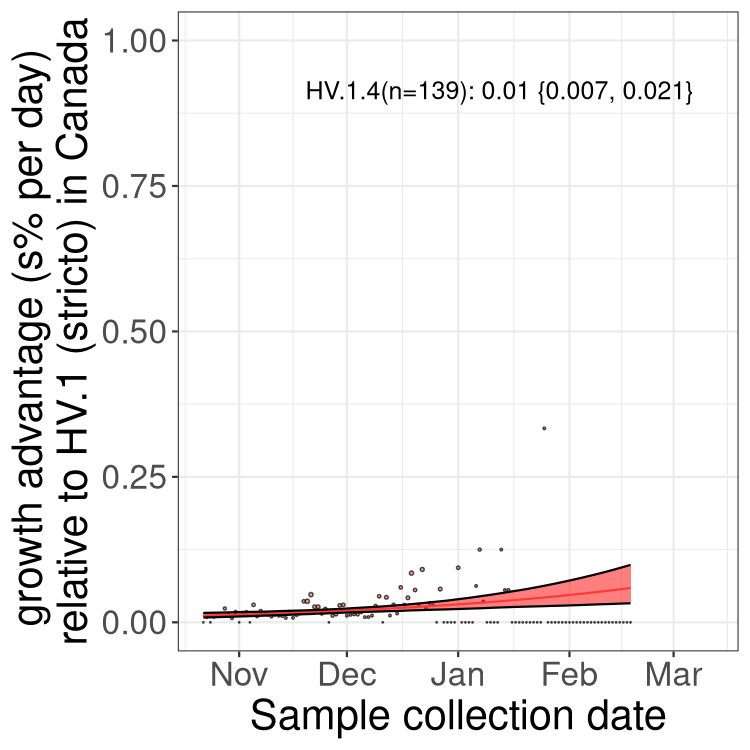 growth advantage (s% per day)
relative to HV.1 (stricto) in Canada
1.00
0.75
0.50
0.25
0.00
HV.1.4(n=139): 0.01 {0.007, 0.021}
Nov Dec Jan Feb Mar
Sample collection date